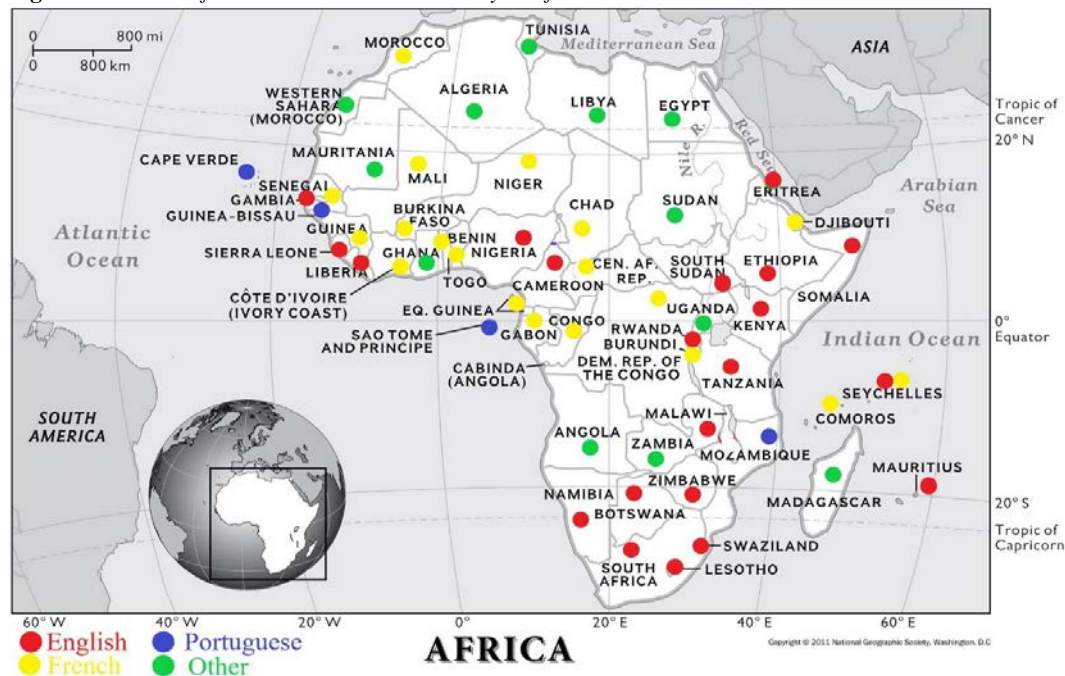 0 800 mi
0 800 km
MOROCCO
TUNISIA
Mediterranean Sea
ASIA
WESTERN
SAHARA
(MOROCCO)
ALGERIA
LIBYA
EGYPT
Nile R.
Red Sea
Tropic of
Cancer
20° N
CAPE VERDE
MAURITANIA
MALI
NIGER
CHAD
SUDAN
ERITREA
Arabian
Sea
SENEGAL
GAMBIA
GUINEA-BISSAU
GUINEA
BURKINA
FASO
BENIN
NIGERIA
DJIBOUTI
Atlantic
Ocean
SIERRA LEONE
LIBERIA
GHANA
TOGO
CÔTE D'IVOIRE
(IVORY COAST)
CAMEROON
CEN. AF.
REP.
SOUTH
SUDAN
ETHIOPIA
SOMALIA
EQ. GUINEA
SAO TOME
AND PRINCIPE
GABON
CONGO
UGANDA
KENYA
RWANDA
BURUNDI
DEM. REP. OF
THE CONGO
0°
Equator
Indian Ocean
CABINDA
(ANGOLA)
TANZANIA
SEYCHELLES
COMOROS
SOUTH
AMERICA
ANGOLA
ZAMBIA
MALAWI
MOZAMBIQUE
MAURITIUS
MADAGASCAR
NAMIBIA
ZIMBABWE
BOTSWANA
20° S
Tropic of
Capricorn
SOUTH
AFRICA
SWAZILAND
LESOTHO
60° W 40° W 20° W 0° 20° E 40° E 60° E
English Portuguese
French Other
AFRICA
Copyright © 2011 National Geographic Society, Washington, D.C